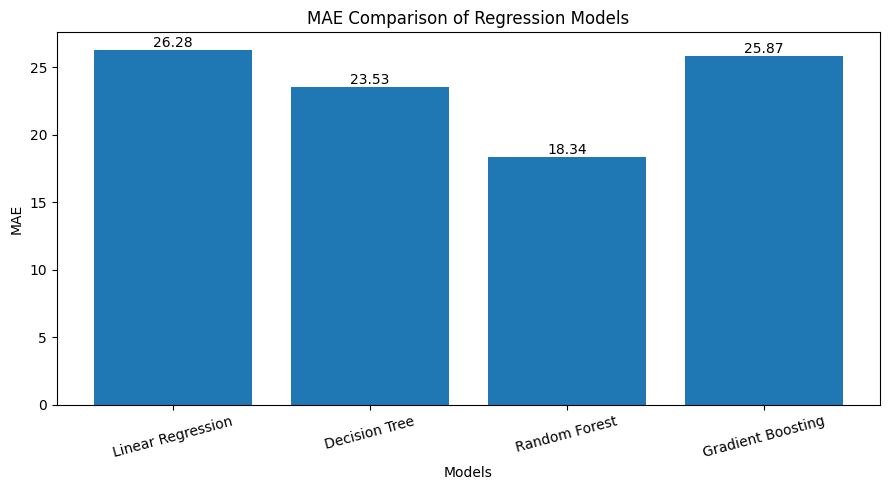 MAE Comparison of Regression Models
26.28
23.53
18.34
25.87
25
20
15
10
5
0
MAE
Linear Regression
Decision Tree
Random Forest
Gradient Boosting
Models